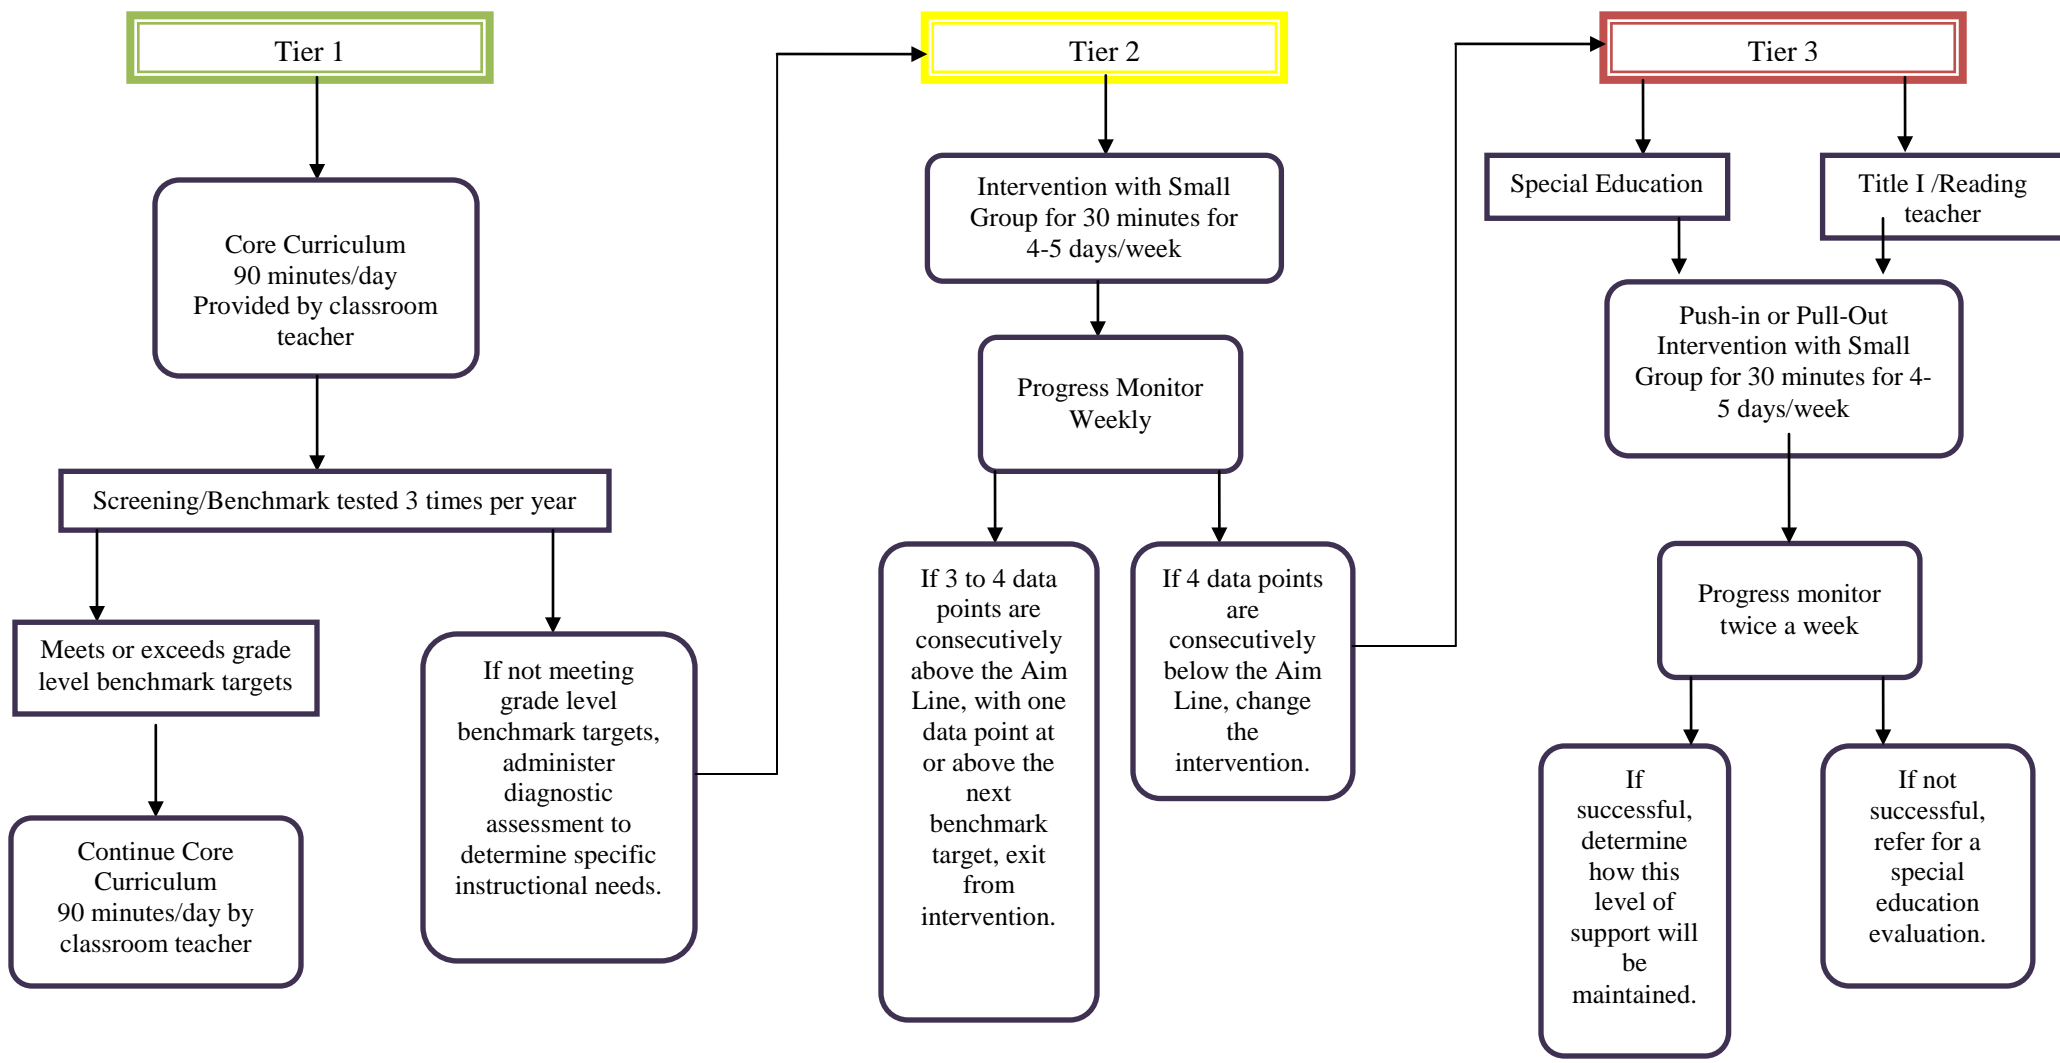 Tier 1
Core Curriculum
90 minutes/day
Provided by classroom
teacher
Screening/Benchmark tested 3 times per year
Meets or exceeds grade
level benchmark targets
Continue Core
Curriculum
90 minutes/day by
classroom teacher
If not meeting
grade level
benchmark targets,
administer
diagnostic
assessment to
determine specific
instructional needs.
Tier 2
Intervention with Small
Group for 30 minutes for
4-5 days/week
Progress Monitor
Weekly
If 3 to 4 data
points are
consecutively
above the Aim
Line, with one
data point at
or above the
next
benchmark
target, exit
from
intervention.
If 4 data points
are
consecutively
below the Aim
Line, change
the
intervention.
Tier 3
Special Education
Title I /Reading
teacher
Push-in or Pull-Out
Intervention with Small
Group for 30 minutes for 4-
5 days/week
Progress monitor
twice a week
If
successful,
determine
how this
level of
support will
be
maintained.
If not
successful,
refer for a
special
education
evaluation.